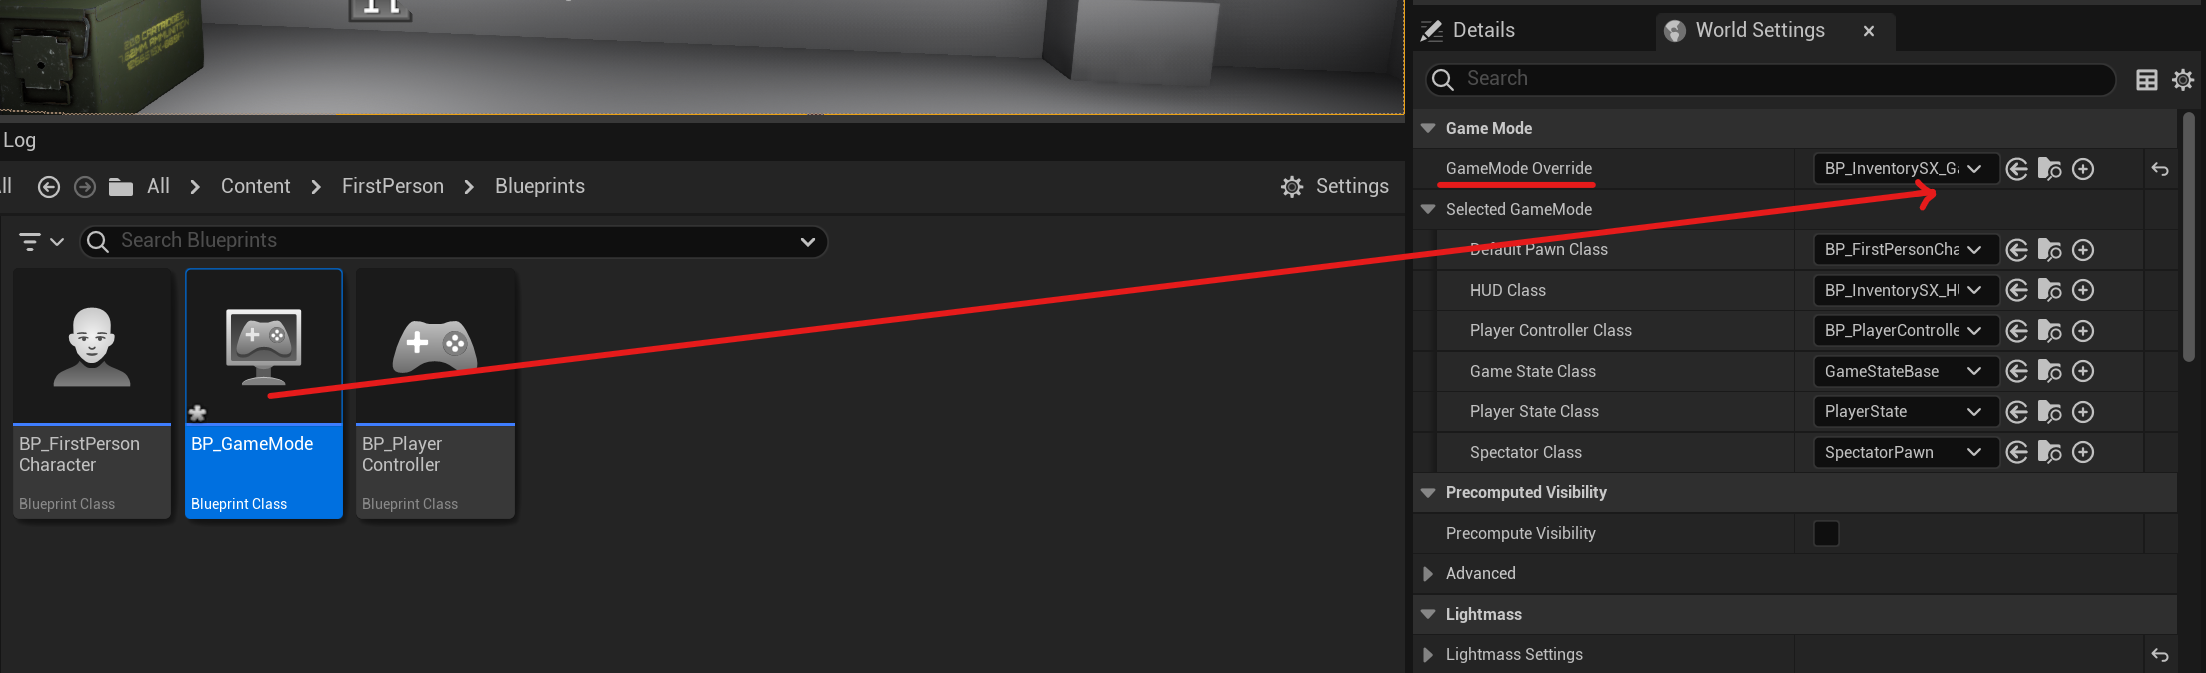 Log
All
Content
FirstPerson
Blueprints
Settings
Search Blueprints
BP_FirstPerson
Character
Blueprint Class
BP_GameMode
Blueprint Class
BP_Player
Controller
Blueprint Class
Details
World Settings
Search
Game Mode
GameMode Override
BP_InventorySX_Ga
Selected GameMode
Default Pawn Class
BP_FirstPersonCha
HUD Class
BP_InventorySX_HU
Player Controller Class
BP_PlayerControlle
Game State Class
GameStateBase
Player State Class
PlayerState
Spectator Class
SpectatorPawn
Precomputed Visibility
Precompute Visibility
Advanced
Lightmass
Lightmass Settings